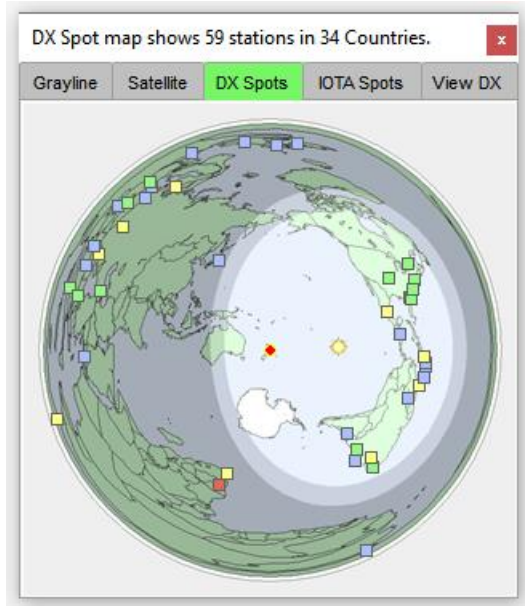 DX Spot map shows 59 stations in 34 Countries.
x
Grayline Satellite DX Spots IOTA Spots View DX